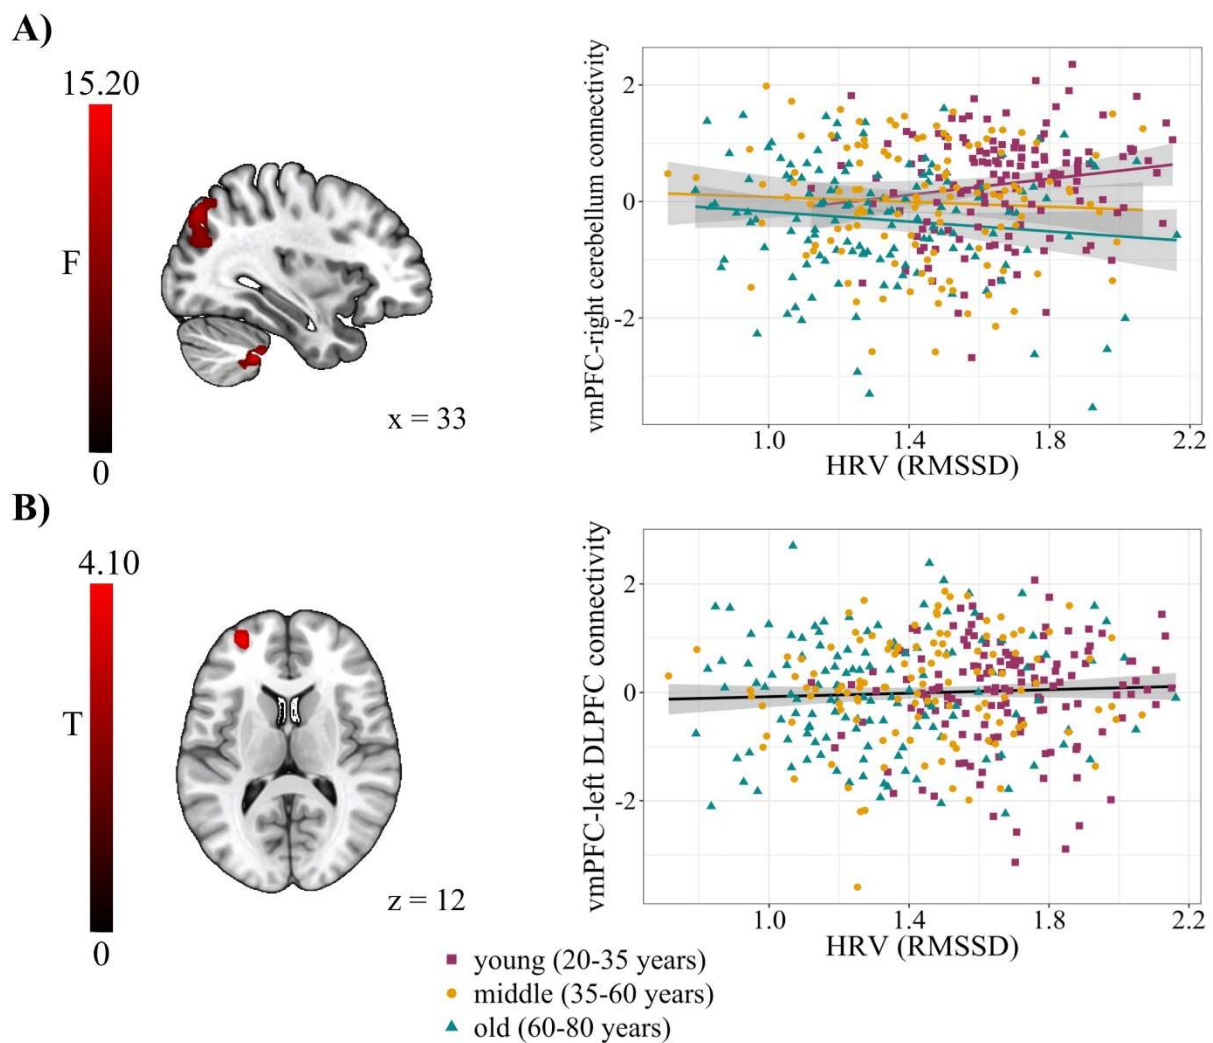 A)
15.20
F
0
x = 33
vmPFC-right cerebellum connectivity
2
0
-2
1.0 1.4 1.8 2.2
HRV (RMSSD)
B)
4.10
T
0
z = 12
vmPFC-left DLPFC connectivity
2
0
-2
1.0 1.4 1.8 2.2
HRV (RMSSD)
young (20-35 years)
middle (35-60 years)
old (60-80 years)